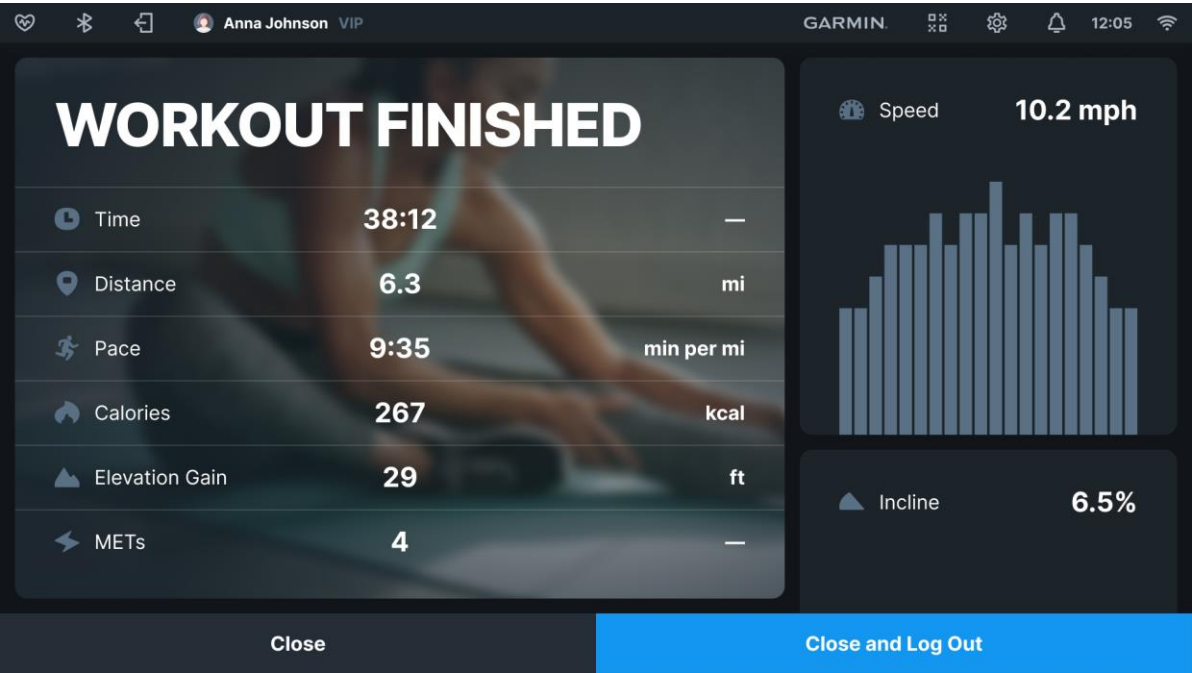 Anna Johnson VIP
GARMIN.
12:05
WORKOUT FINISHED
Time 38:12 —
Distance 6.3 mi
Pace 9:35 min per mi
Calories 267 kcal
Elevation Gain 29 ft
METs 4 —
Speed 10.2 mph
Incline 6.5%
Close
Close and Log Out